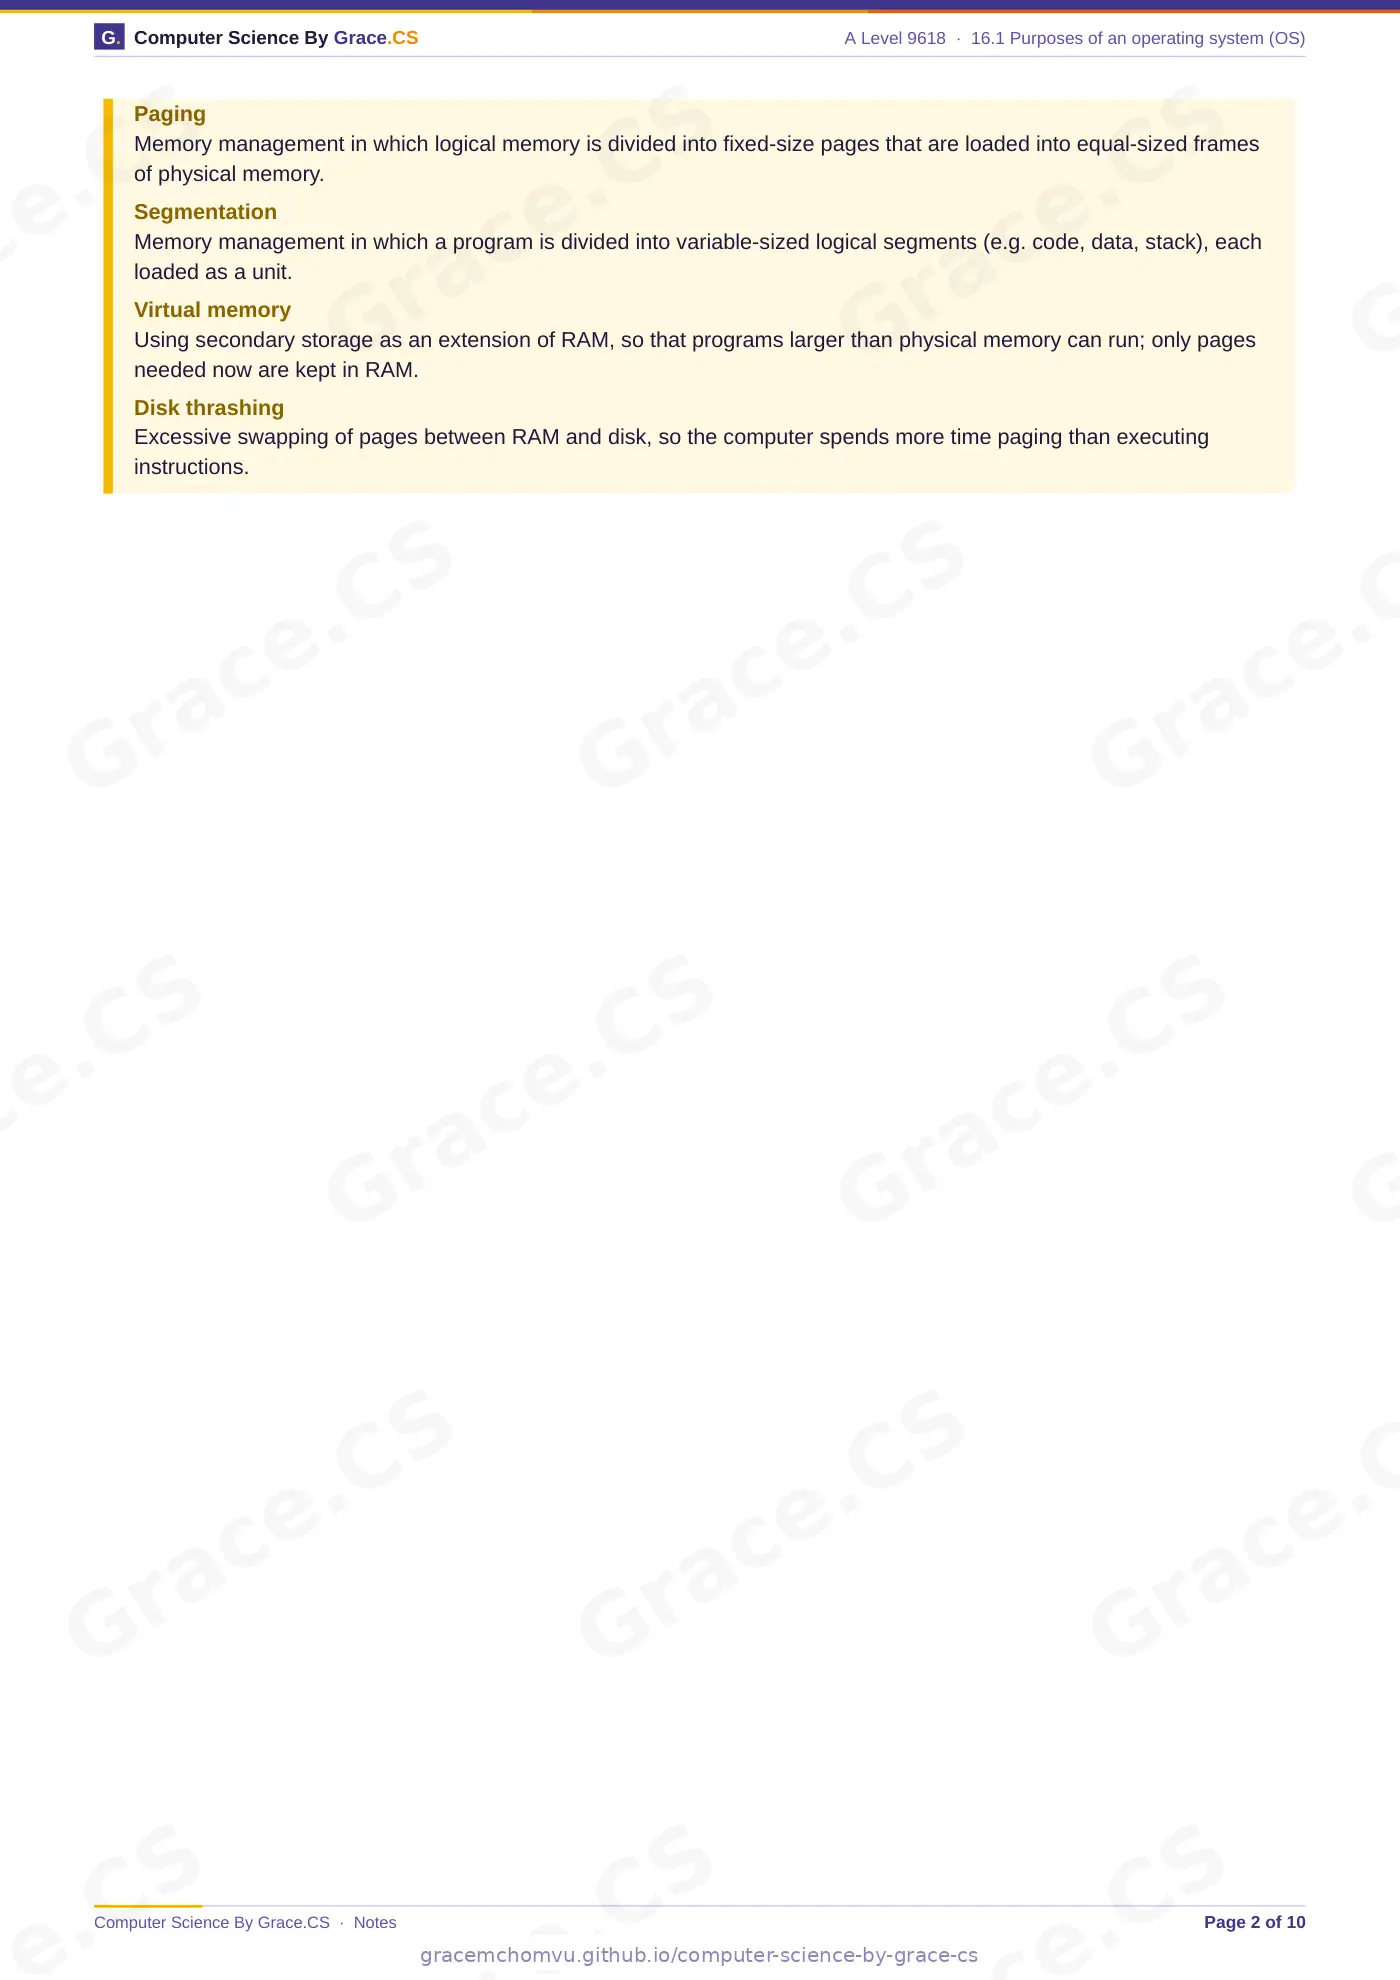 G. Computer Science By Grace.CS
A Level 9618 · 16.1 Purposes of an operating system (OS)
Paging
Memory management in which logical memory is divided into fixed-size pages that are loaded into equal-sized frames
of physical memory.
Segmentation
Memory management in which a program is divided into variable-sized logical segments (e.g. code, data, stack), each
loaded as a unit.
Virtual memory
Using secondary storage as an extension of RAM, so that programs larger than physical memory can run; only pages
needed now are kept in RAM.
Disk thrashing
Excessive swapping of pages between RAM and disk, so the computer spends more time paging than executing
instructions.
Grace.CS
Computer Science By Grace.CS · Notes
Page 2 of 10
gracemchomvu.github.io/computer-science-by-grace-cs